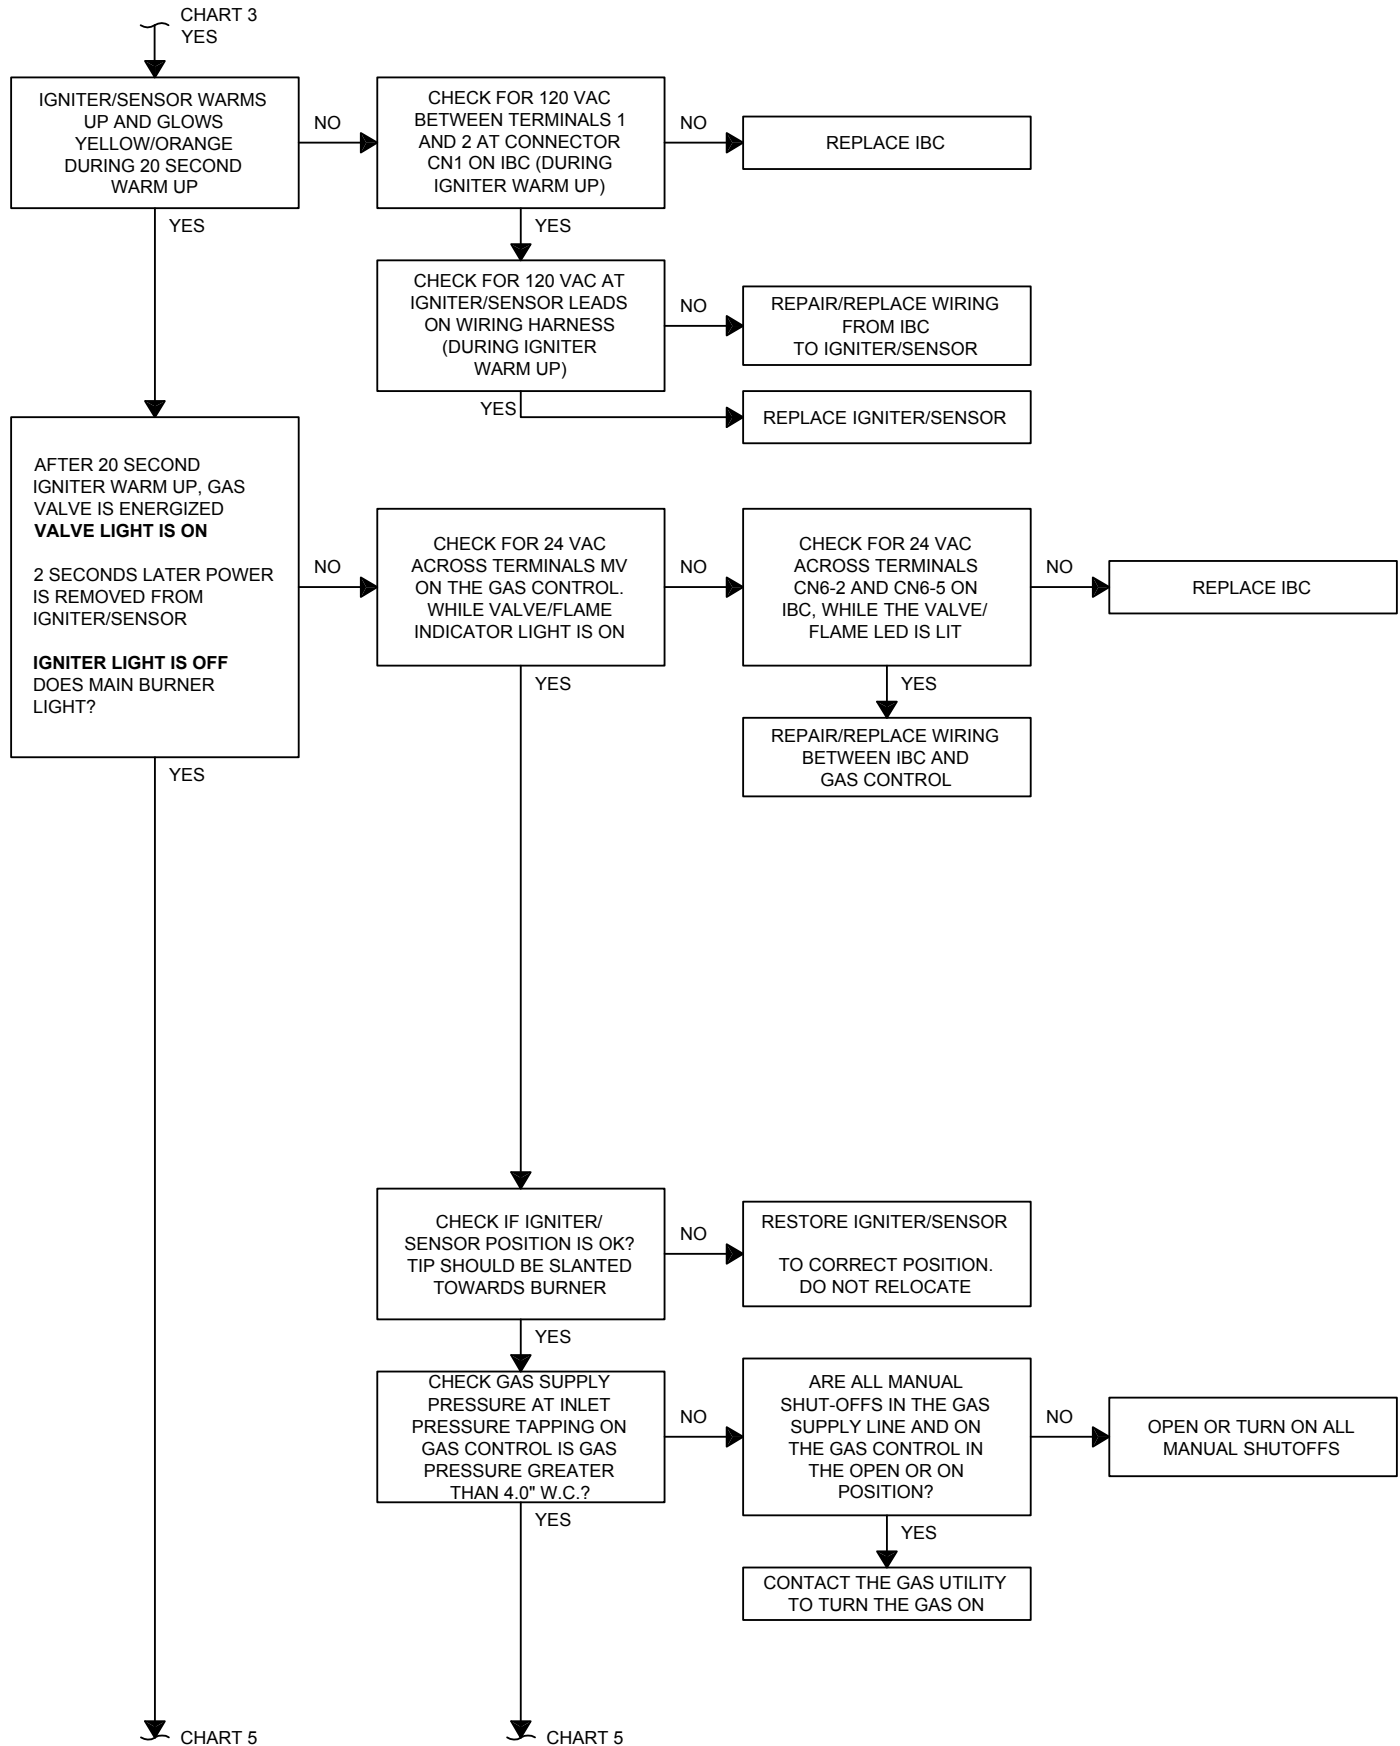 CHART 3
YES
IGNITER/SENSOR WARMS
UP AND GLOWS
YELLOW/ORANGE
DURING 20 SECOND
WARM UP
NO
CHECK FOR 120 VAC
BETWEEN TERMINALS 1
AND 2 AT CONNECTOR
CN1 ON IBC (DURING
IGNITER WARM UP)
NO
REPLACE IBC
YES
YES
CHECK FOR 120 VAC AT
IGNITER/SENSOR LEADS
ON WIRING HARNESS
(DURING IGNITER
WARM UP)
NO
REPAIR/REPLACE WIRING
FROM IBC
TO IGNITER/SENSOR
YES
REPLACE IGNITER/SENSOR
AFTER 20 SECOND
IGNITER WARM UP, GAS
VALVE IS ENERGIZED
VALVE LIGHT IS ON
2 SECONDS LATER POWER
IS REMOVED FROM
IGNITER/SENSOR
IGNITER LIGHT IS OFF
DOES MAIN BURNER
LIGHT?
NO
CHECK FOR 24 VAC
ACROSS TERMINALS MV
ON THE GAS CONTROL.
WHILE VALVE/FLAME
INDICATOR LIGHT IS ON
NO
CHECK FOR 24 VAC
ACROSS TERMINALS
CN6-2 AND CN6-5 ON
IBC, WHILE THE VALVE/
FLAME LED IS LIT
NO
REPLACE IBC
YES
YES
REPAIR/REPLACE WIRING
BETWEEN IBC AND
GAS CONTROL
YES
CHECK IF IGNITER/
SENSOR POSITION IS OK?
TIP SHOULD BE SLANTED
TOWARDS BURNER
NO
RESTORE IGNITER/SENSOR
TO CORRECT POSITION.
DO NOT RELOCATE
YES
CHECK GAS SUPPLY
PRESSURE AT INLET
PRESSURE TAPPING ON
GAS CONTROL IS GAS
PRESSURE GREATER
THAN 4.0" W.C.?
NO
ARE ALL MANUAL
SHUT-OFFS IN THE GAS
SUPPLY LINE AND ON
THE GAS CONTROL IN
THE OPEN OR ON
POSITION?
NO
OPEN OR TURN ON ALL
MANUAL SHUTOFFS
YES
YES
CONTACT THE GAS UTILITY
TO TURN THE GAS ON
CHART 5
CHART 5